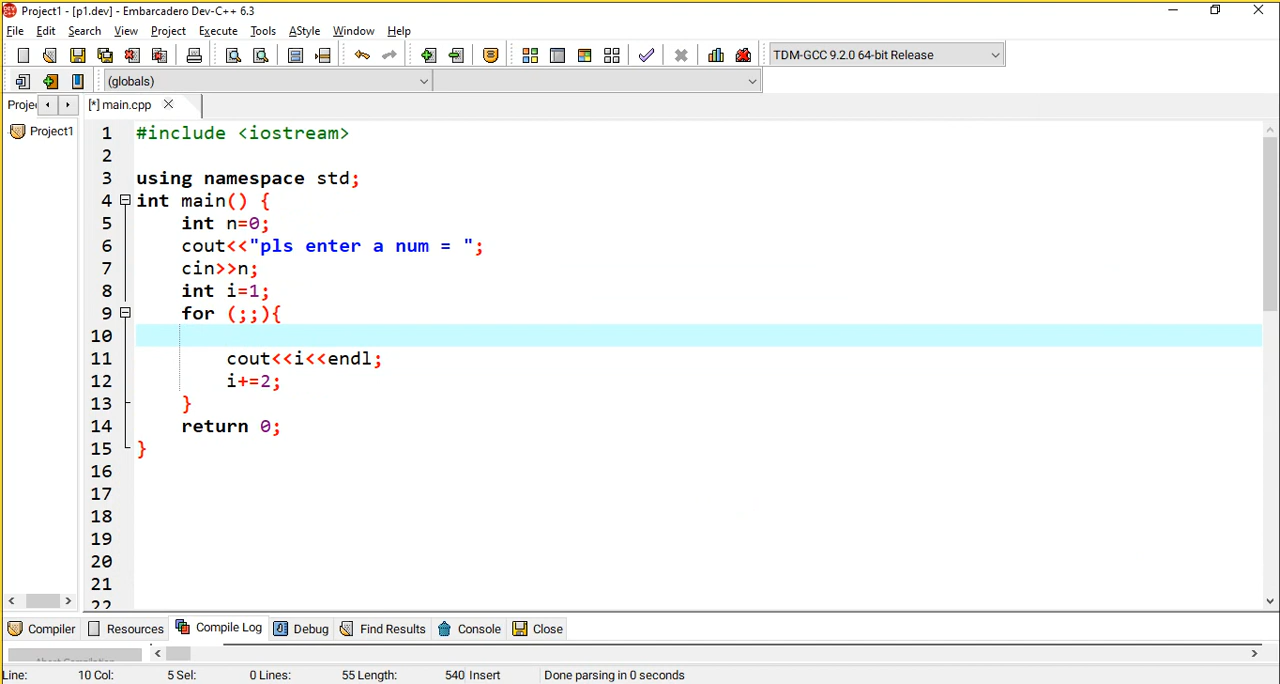 Project1 - [p1.dev] - Embarcadero Dev-C++ 6.3
File Edit Search View Project Execute Tools AStyle Window Help
TDM-GCC 9.2.0 64-bit Release
(globals)
Proje [*] main.cpp
Project1
1 #include <iostream>
2
3 using namespace std;
4 int main() {
5 int n=0;
6 cout<<"pls enter a num = ";
7 cin>>n;
8 int i=1;
9 for (;;){
10
11 cout<<i<<endl;
12 i+=2;
13 }
14 return 0;
15 }
16
17
18
19
20
21
22
Compiler Resources Compile Log Debug Find Results Console Close
Abort Compilation
Line: 10 Col: 5 Sel: 0 Lines: 55 Length: 540 Insert Done parsing in 0 seconds